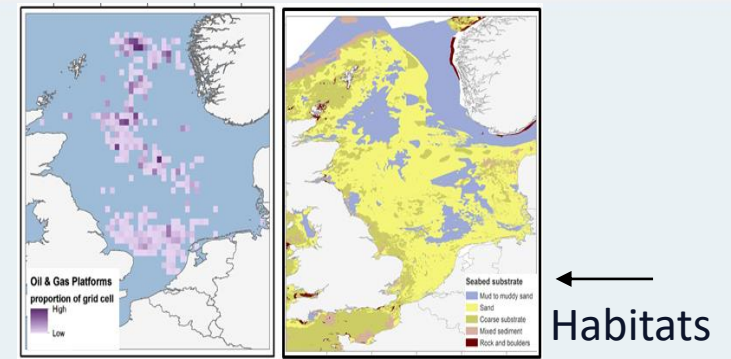 Oil & Gas Platforms
proportion of grid cell
High
Low
Seabed substrate
Mud to muddy sand
Sand
Coarse substrate
Mixed sediment
Rock and boulders
Habitats